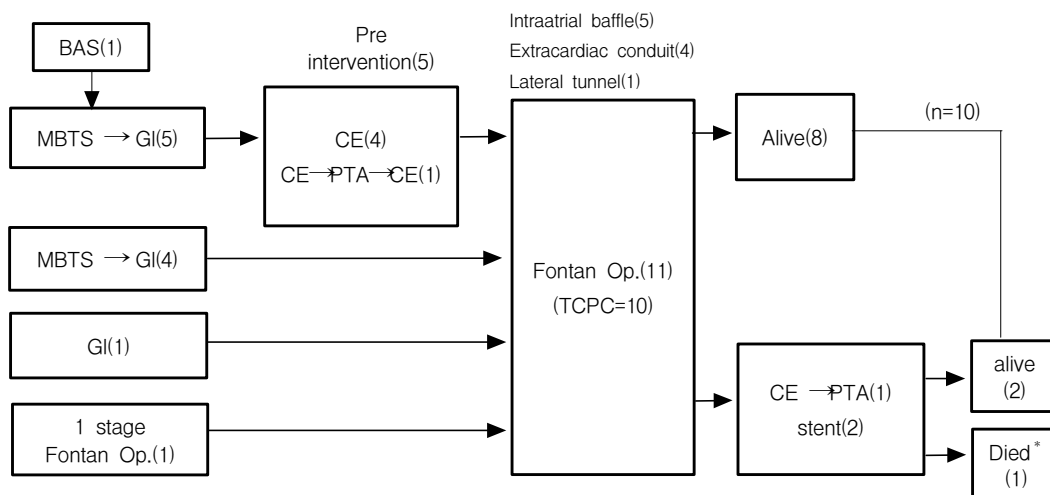 BAS(1)
MBTS → GI(5)
Pre
intervention(5)
CE(4)
CE→PTA→CE(1)
Intraatrial baffle(5)
Extracardiac conduit(4)
Lateral tunnel(1)
MBTS → GI(4)
GI(1)
1 stage
Fontan Op.(1)
Fontan Op.(11)
(TCPC=10)
Alive(8)
(n=10)
CE →PTA(1)
stent(2)
alive
(2)
Died*
(1)